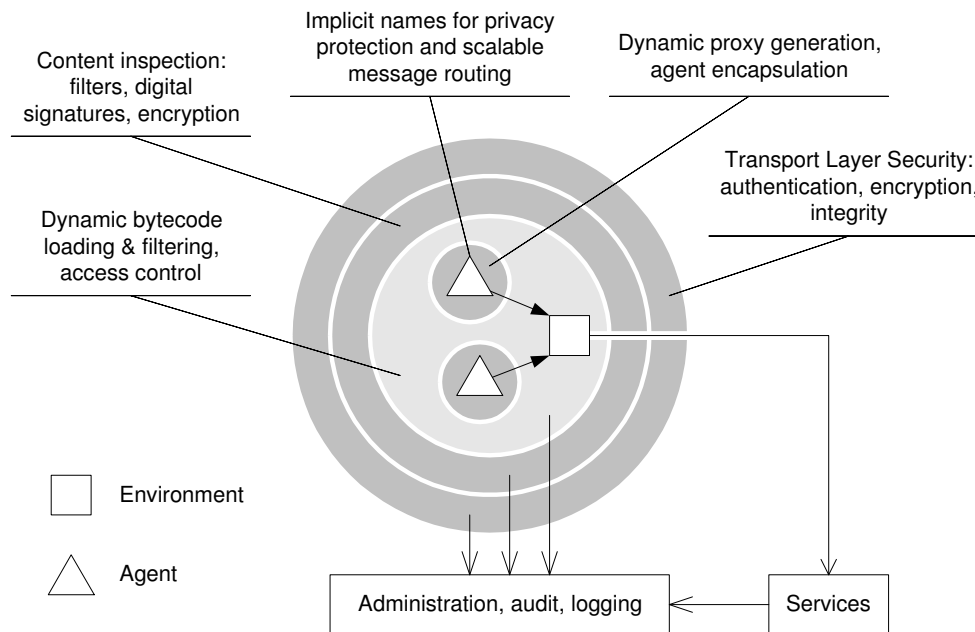 Implicit names for privacy
protection and scalable
message routing
Content inspection:
filters, digital
signatures, encryption
Dynamic proxy generation,
agent encapsulation
Transport Layer Security:
authentication, encryption,
integrity
Dynamic bytecode
loading & filtering,
access control
Environment
Agent
Administration, audit, logging
Services